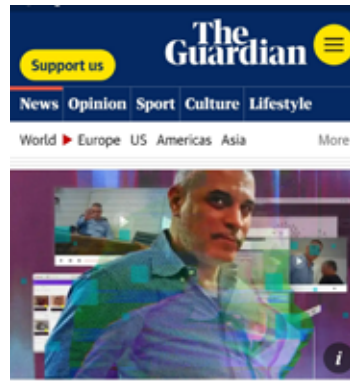 The
Guardian
Support us
News Opinion Sport Culture Lifestyle
World Europe US Americas Asia More
i